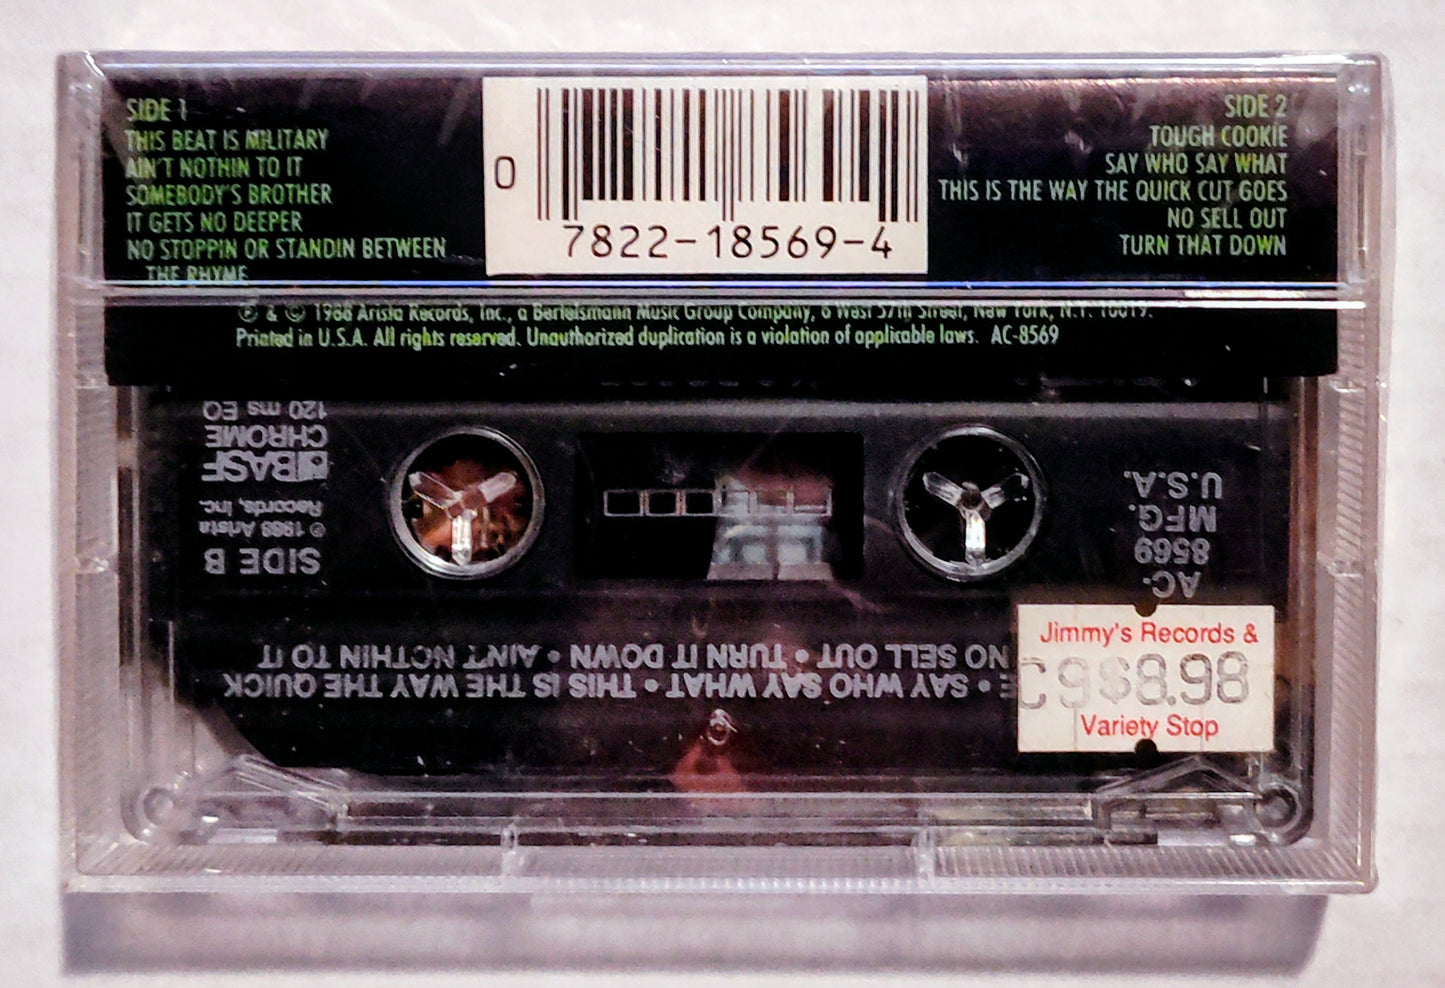 SIDE 1
THIS BEAT IS MILITARY
AIN'T NOTHIN TO IT
SOMEBODY'S BROTHER
IT GETS NO DEEPER
NO STOPPIN OR STANDIN BETWEEN
THE RHYME
0
7822-18569-4
SIDE 2
TOUGH COOKIE
SAY WHO SAY WHAT
THIS IS THE WAY THE QUICK CUT GOES
NO SELL OUT
TURN THAT DOWN
℗ & © 1988 Arista Records, Inc., a Bertelsmann Music Group Company, 6 West 57th Street, New York, N.Y. 10019.
Printed in U.S.A. All rights reserved. Unauthorized duplication is a violation of applicable laws. AC-8569
SIDE B
℗ 1988 Arista
Records, Inc.
BASF
CHROME
120 ms EQ
AC-
8569
MFG.
U.S.A.
• SAY WHO SAY WHAT • THIS IS THE WAY THE QUICK
NO SELL OUT • TURN IT DOWN • AIN'T NOTHIN TO IT
Jimmy's Records &
C9$8.98
Variety Stop